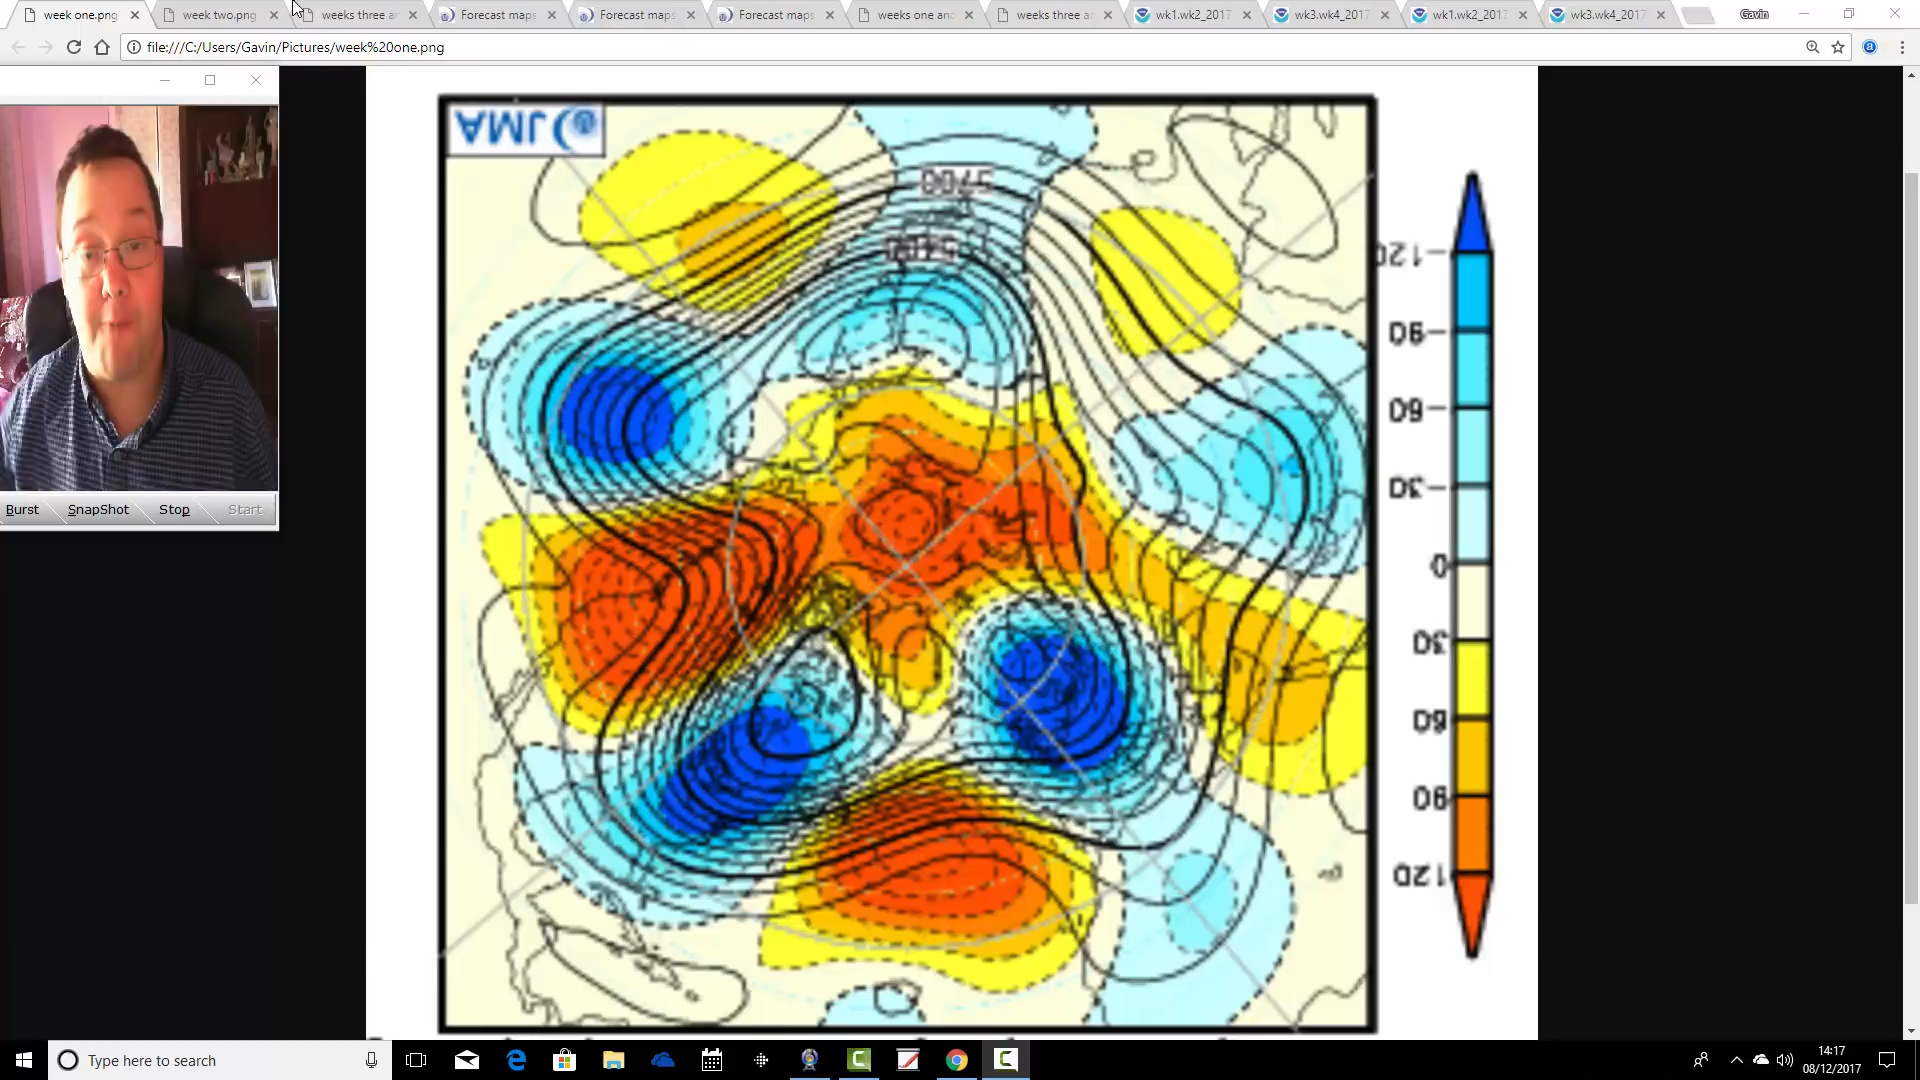 week one.png
week two.png
weeks three a
Forecast maps
Forecast maps
Forecast maps
weeks one an
weeks three a
wk1.wk2_2017
wk3.wk4_2017
wk1.wk2_2017
wk3.wk4_2017
Gavin
file:///C:/Users/Gavin/Pictures/week%20one.png
JMA
5700
5400
-120
-90
-60
-30
0
30
60
90
120
Burst
SnapShot
Stop
Start
Type here to search
14:17
08/12/2017